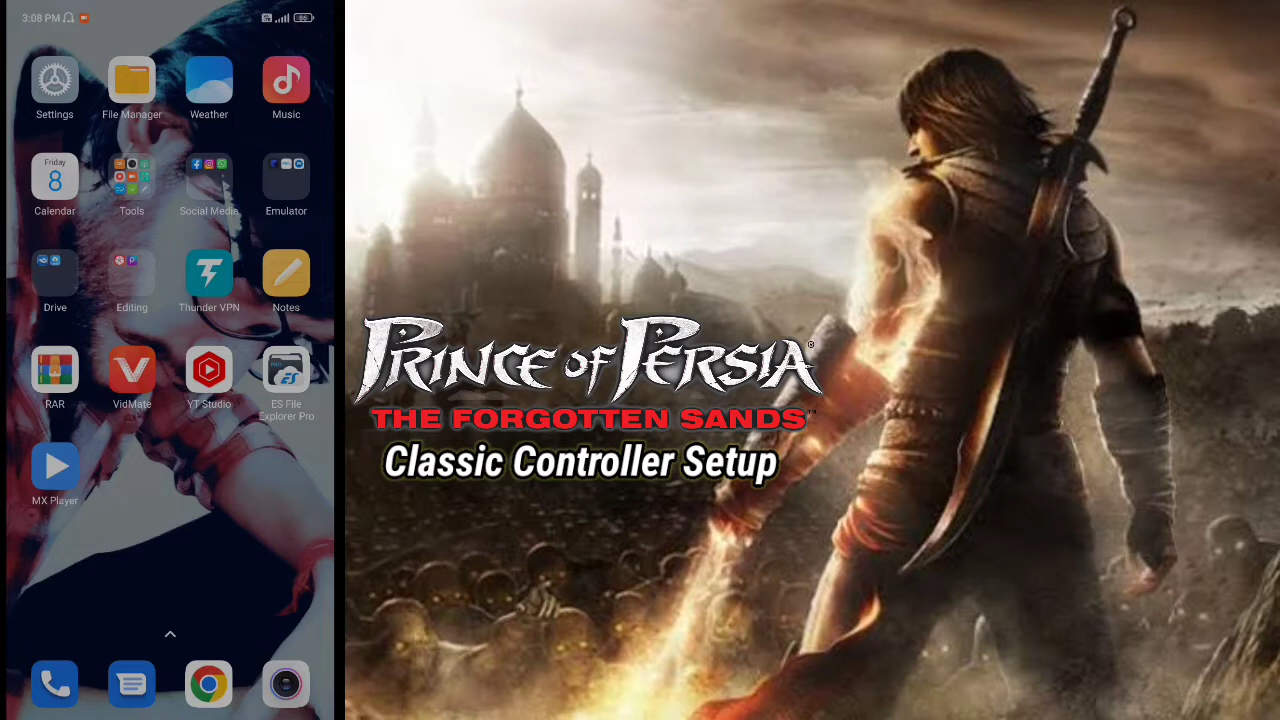 3:08 PM
66
Settings
File Manager
Weather
Music
Friday
8
Calendar
Tools
Social Media
Emulator
Drive
Editing
Thunder VPN
Notes
RAR
VidMate
YT Studio
ES File
Explorer Pro
MX Player
PRINCE OF PERSIA®
THE FORGOTTEN SANDS™
Classic Controller Setup